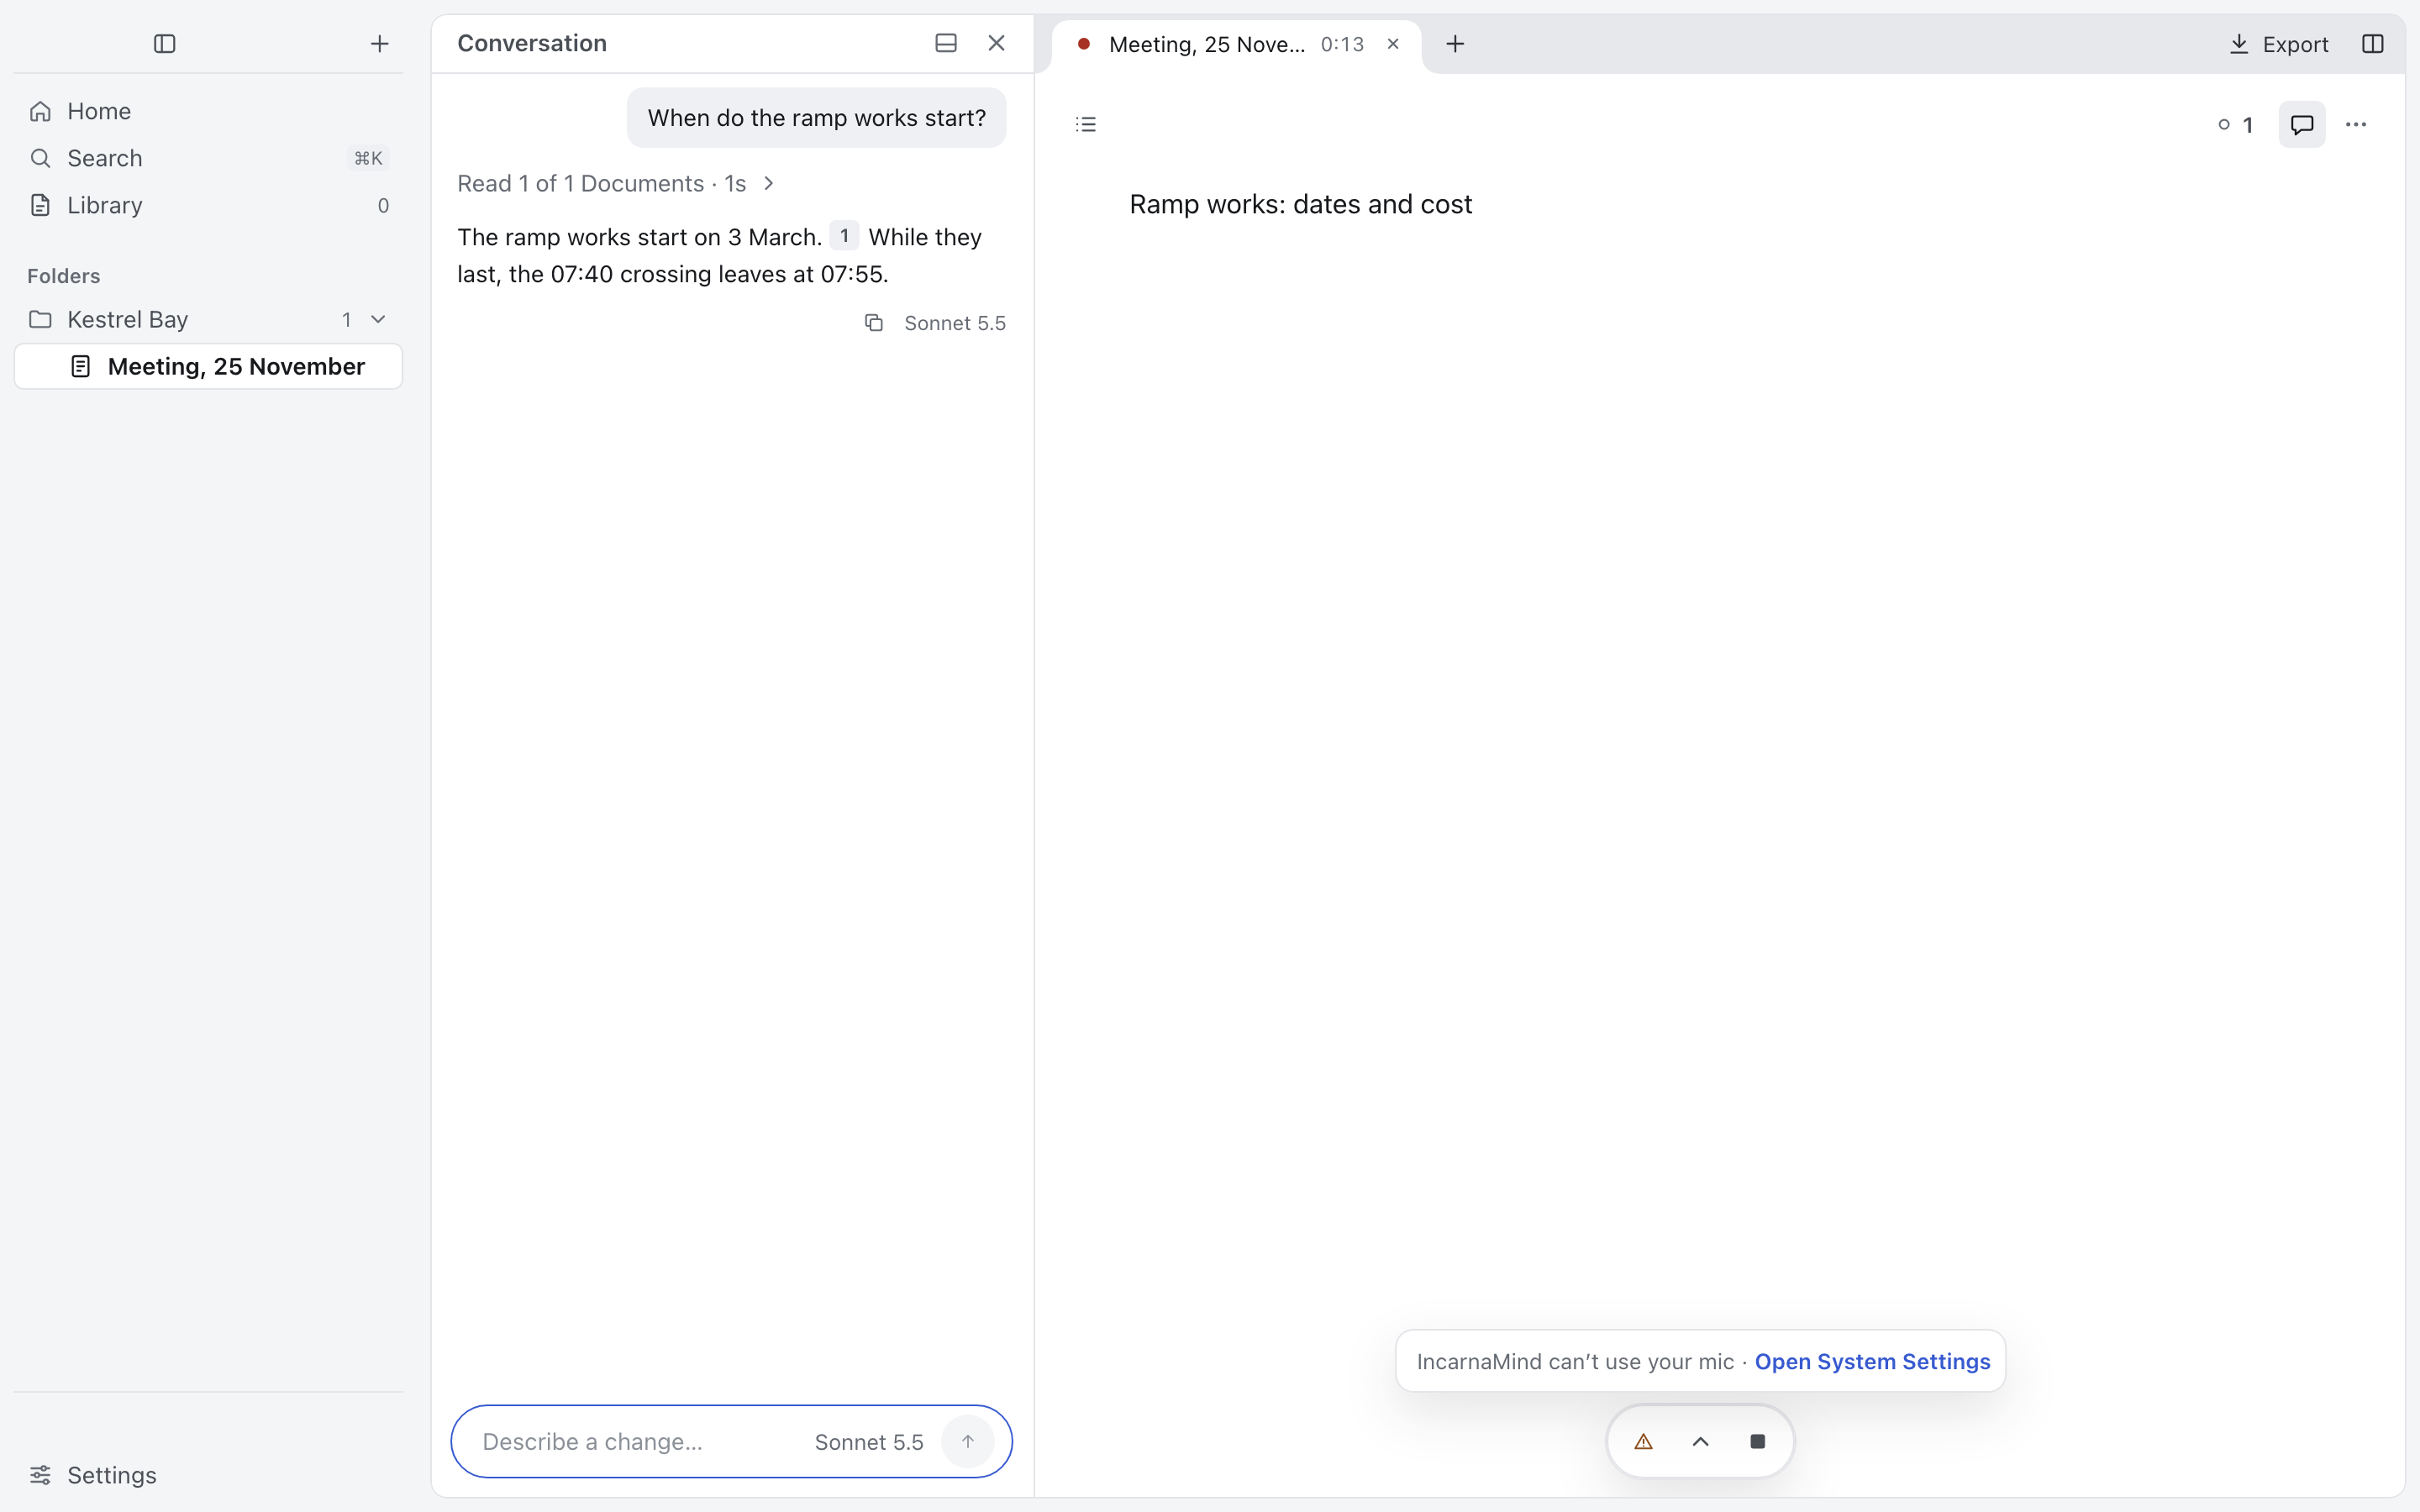 Home
Search ⌘K
Library 0
Folders
Kestrel Bay 1
Meeting, 25 November
Settings
Conversation
When do the ramp works start?
Read 1 of 1 Documents · 1s
The ramp works start on 3 March. 1 While they
last, the 07:40 crossing leaves at 07:55.
Sonnet 5.5
Describe a change... Sonnet 5.5
Meeting, 25 Nove... 0:13
Export
1
Ramp works: dates and cost
IncarnaMind can’t use your mic · Open System Settings